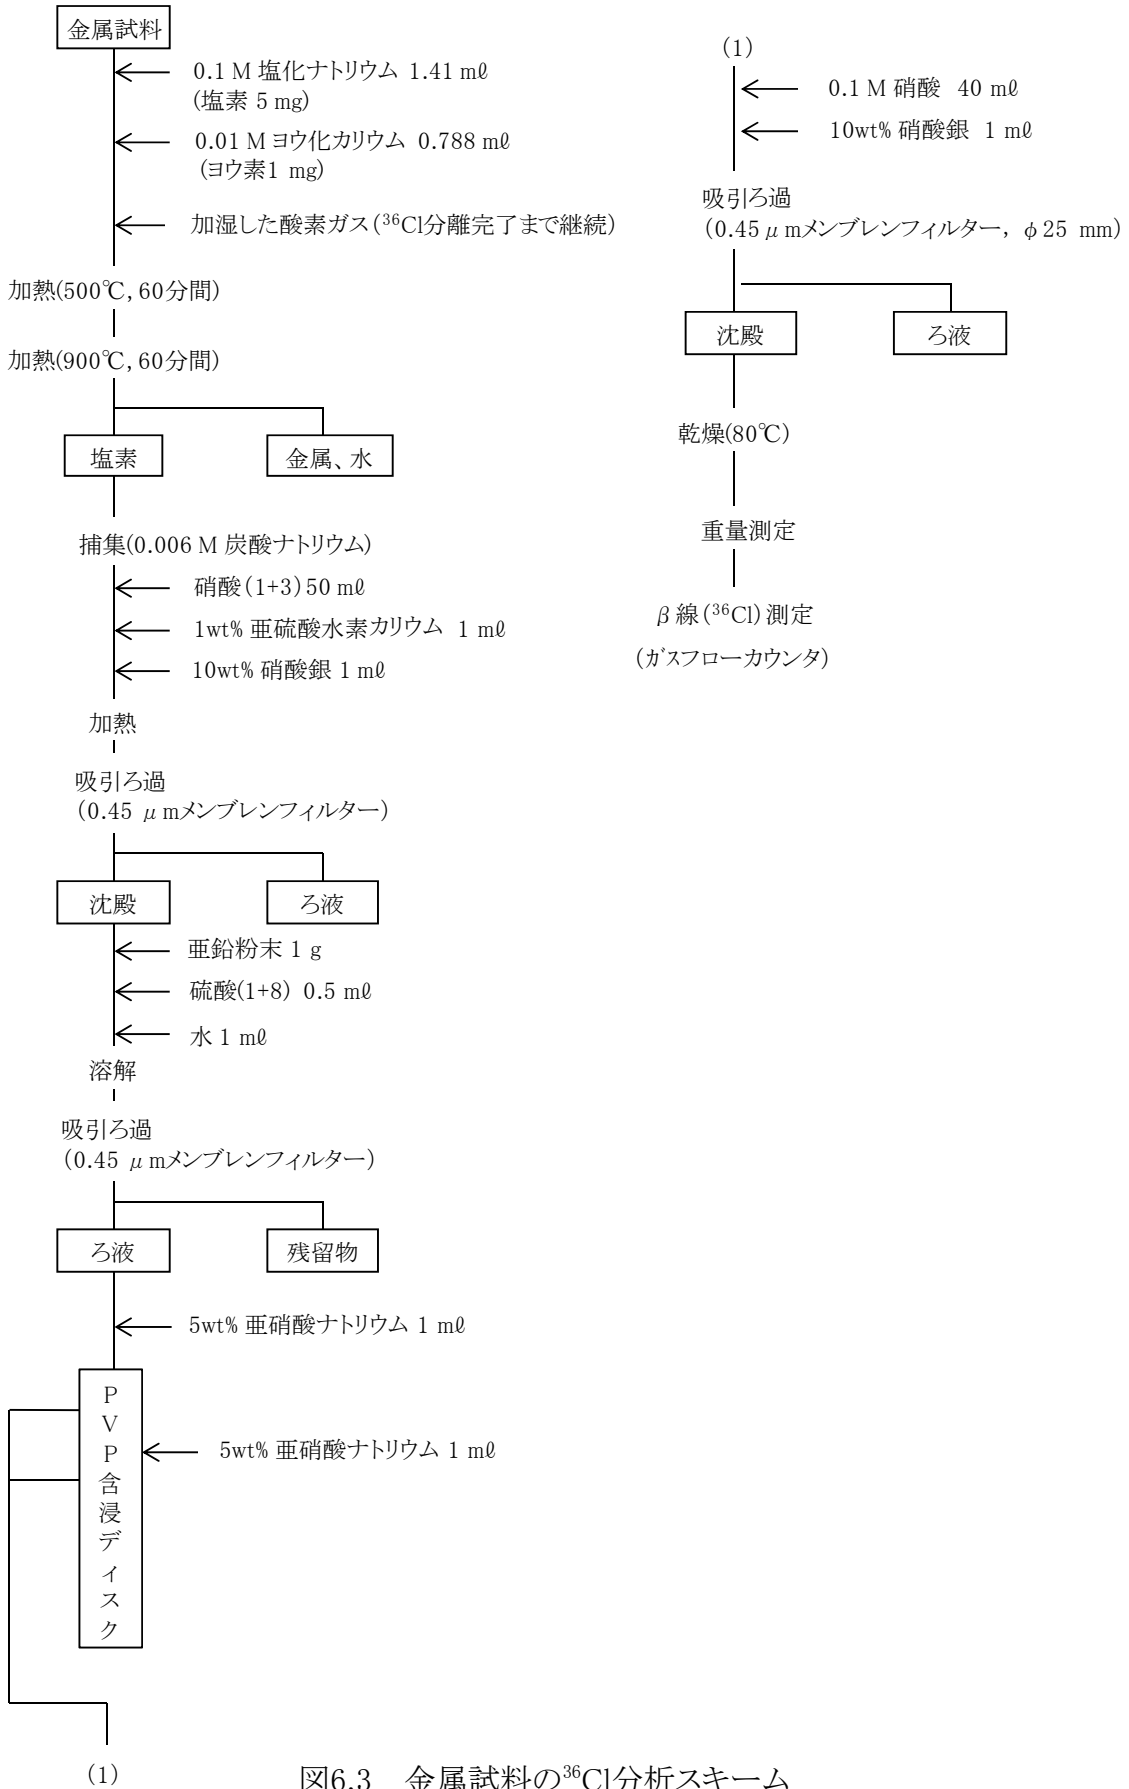 金属試料
0.1 M 塩化ナトリウム 1.41 mℓ
(塩素 5 mg)
0.01 M ヨウ化カリウム 0.788 mℓ
(ヨウ素1 mg)
加湿した酸素ガス(³⁶Cl分離完了まで継続)
加熱(500℃, 60分間)
加熱(900℃, 60分間)
塩素
金属、水
捕集(0.006 M 炭酸ナトリウム)
硝酸(1+3)50 mℓ
1wt% 亜硫酸水素カリウム 1 mℓ
10wt% 硝酸銀 1 mℓ
加熱
吸引ろ過
(0.45 μmメンブレンフィルター)
沈殿
ろ液
亜鉛粉末 1 g
硫酸(1+8) 0.5 mℓ
水 1 mℓ
溶解
吸引ろ過
(0.45 μmメンブレンフィルター)
ろ液
残留物
5wt% 亜硝酸ナトリウム 1 mℓ
PVP含浸ディスク
5wt% 亜硝酸ナトリウム 1 mℓ
(1)
(1)
0.1 M 硝酸 40 mℓ
10wt% 硝酸銀 1 mℓ
吸引ろ過
(0.45 μmメンブレンフィルター, φ25 mm)
沈殿
ろ液
乾燥(80℃)
重量測定
β線(³⁶Cl)測定
(ガスフローカウンタ)
図6.3 金属試料の³⁶Cl分析スキーム